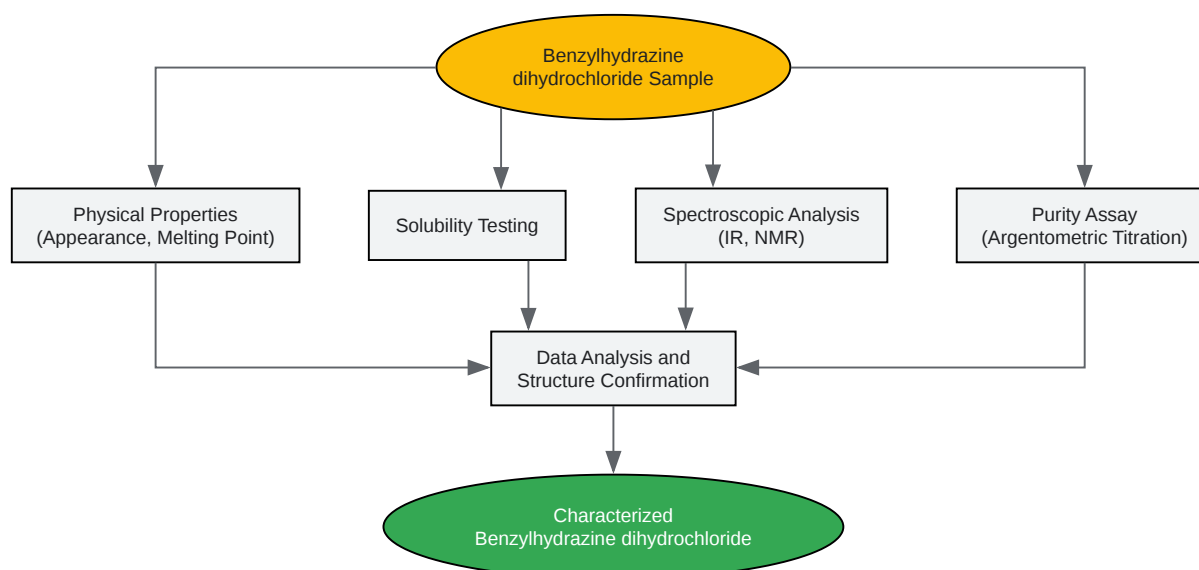 Benzylhydrazine
dihydrochloride Sample
Physical Properties
(Appearance, Melting Point)
Solubility Testing
Spectroscopic Analysis
(IR, NMR)
Purity Assay
(Argentometric Titration)
Data Analysis and
Structure Confirmation
Characterized
Benzylhydrazine dihydrochloride